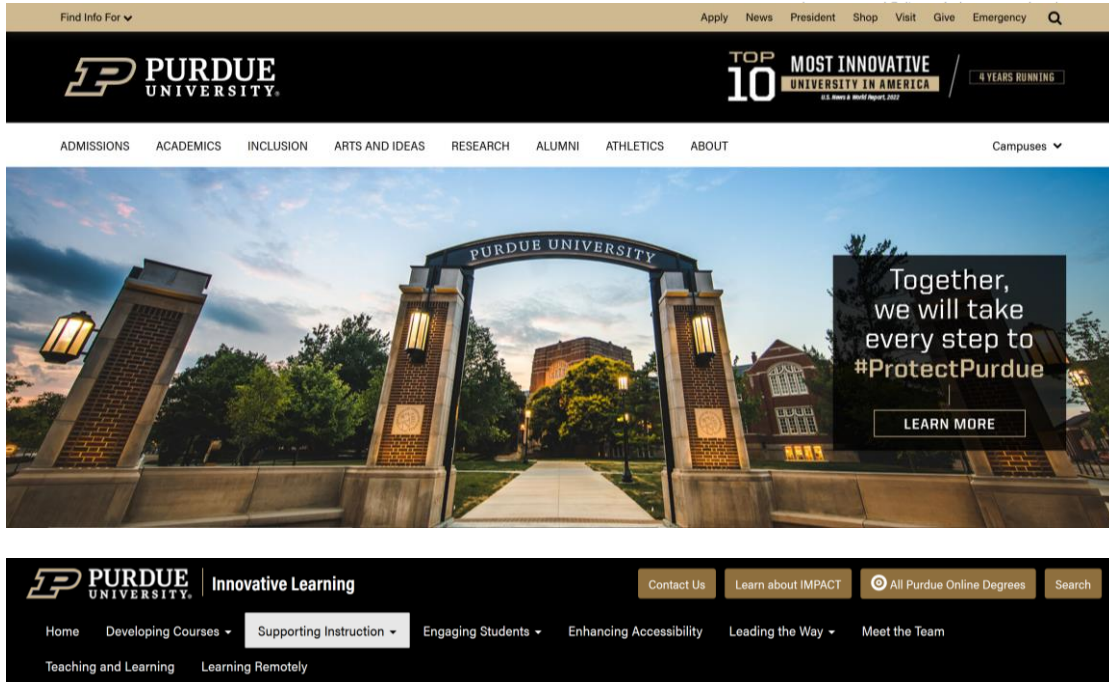 Find Info For
Apply News President Shop Visit Give Emergency
PURDUE
UNIVERSITY®
TOP
10
MOST INNOVATIVE
UNIVERSITY IN AMERICA
U.S. News & World Report, 2022
4 YEARS RUNNING
ADMISSIONS ACADEMICS INCLUSION ARTS AND IDEAS RESEARCH ALUMNI ATHLETICS ABOUT Campuses
PURDUE UNIVERSITY
Together,
we will take
every step to
#ProtectPurdue
LEARN MORE
PURDUE
UNIVERSITY®
Innovative Learning
Contact Us Learn about IMPACT All Purdue Online Degrees Search
Home Developing Courses Supporting Instruction Engaging Students Enhancing Accessibility Leading the Way Meet the Team
Teaching and Learning Learning Remotely